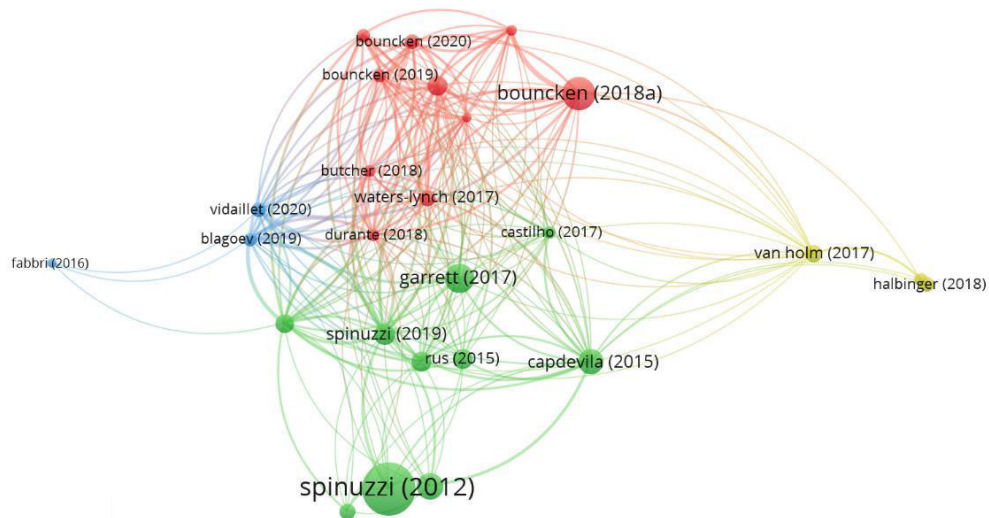 bouncken (2020)
bouncken (2019)
bouncken (2018a)
butcher (2018)
waters-lynch (2017)
vidaillet (2020)
blagoev (2019)
durante (2018)
castilho (2017)
fabbri (2016)
van holm (2017)
garrett (2017)
halbinger (2018)
spinuzzi (2019)
rus (2015)
capdevila (2015)
spinuzzi (2012)